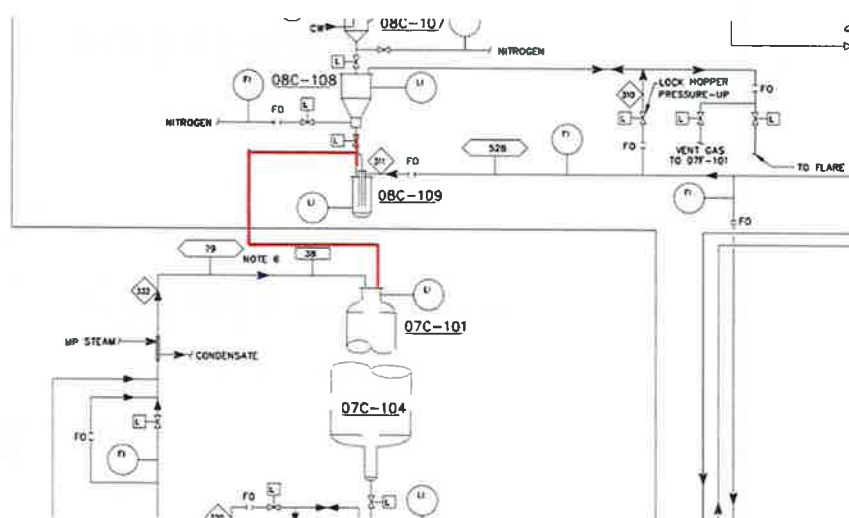 08C-107
CW
NITROGEN
L
08C-108
FI
LI
FO
L
NITROGEN
L
LOCK HOPPER
PRESSURE-UP
310
FO
L
L
L
311
FO
528
FI
FO
VENT GAS
TO 07F-101
TO FLARE
08C-109
LI
FI
FO
79
NOTE 6
38
332
LI
07C-101
MP STEAM
CONDENSATE
07C-104
L
FO
FI
L
FO
L
LI